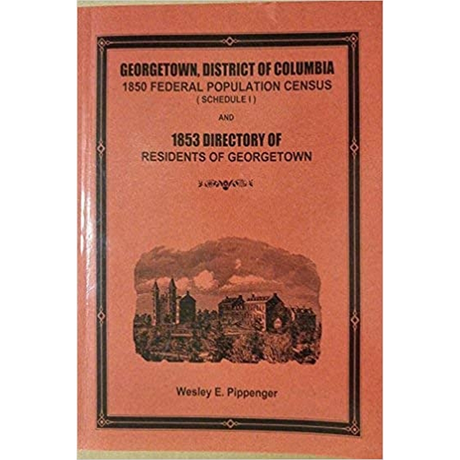 GEORGETOWN, DISTRICT OF COLUMBIA
1850 FEDERAL POPULATION CENSUS
( SCHEDULE I )
AND
1853 DIRECTORY OF
RESIDENTS OF GEORGETOWN
Wesley E. Pippenger